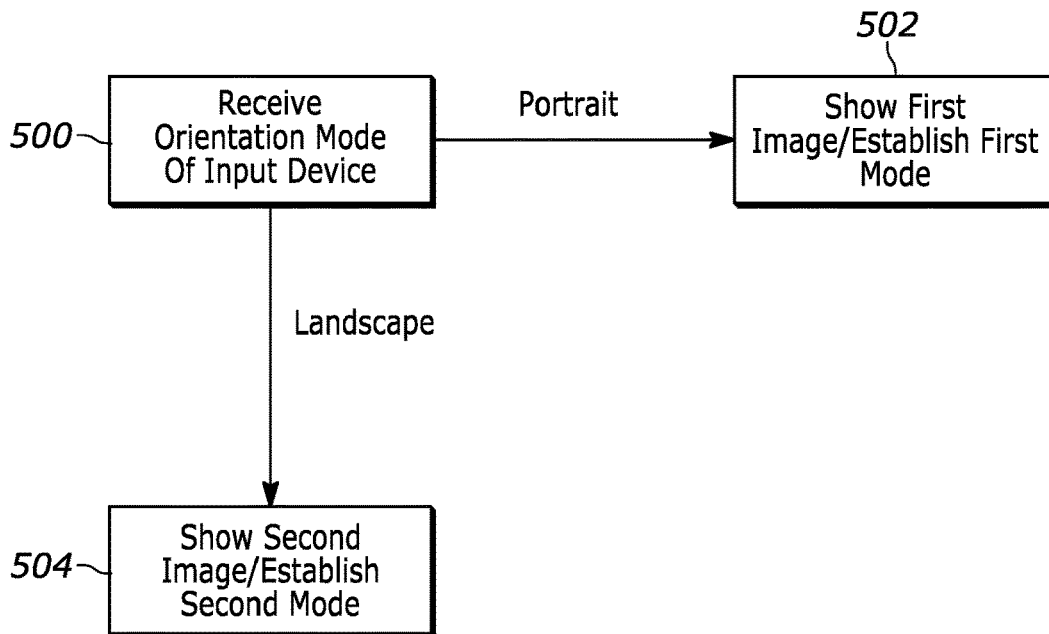 502
Receive
Orientation Mode
Of Input Device
500
Portrait
Show First
Image/Establish First
Mode
Landscape
Show Second
Image/Establish
Second Mode
504